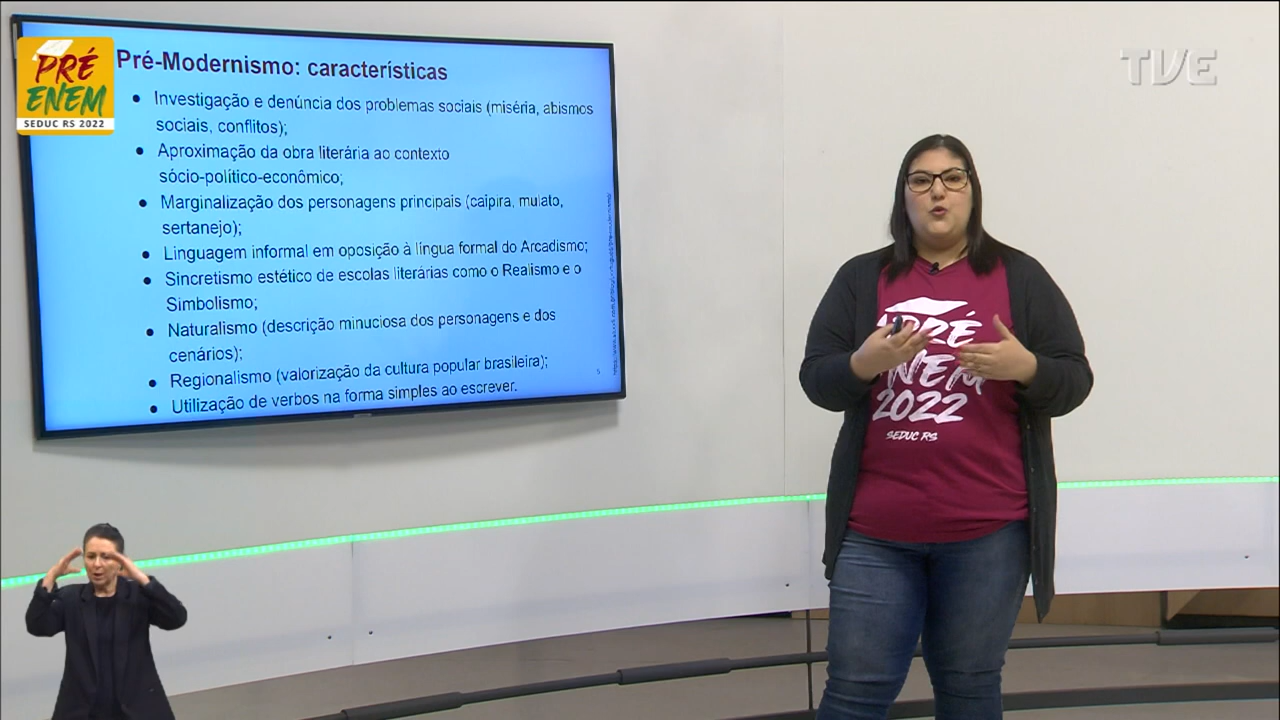 Pré-Modernismo: características
Investigação e denúncia dos problemas sociais (miséria, abismos
sociais, conflitos);
Aproximação da obra literária ao contexto
sócio-político-econômico;
Marginalização dos personagens principais (caipira, mulato,
sertanejo);
Linguagem informal em oposição à língua formal do Arcadismo;
Sincretismo estético de escolas literárias como o Realismo e o
Simbolismo;
Naturalismo (descrição minuciosa dos personagens e dos
cenários);
Regionalismo (valorização da cultura popular brasileira);
Utilização de verbos na forma simples ao escrever.
5
PRÉ
ENEM
SEDUC RS 2022
TVE
PRÉ
ENEM
2022
SEDUC RS